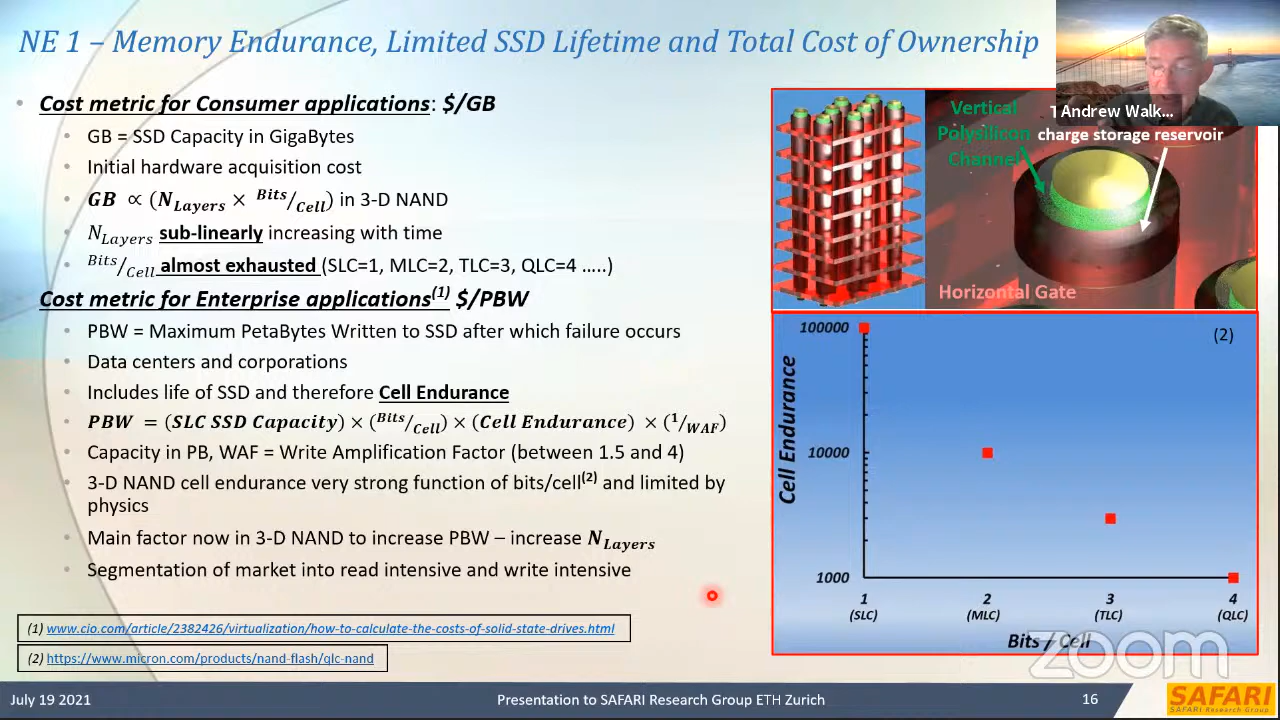 NE 1 – Memory Endurance, Limited SSD Lifetime and Total Cost of Ownership
• Cost metric for Consumer applications: $/GB
• GB = SSD Capacity in GigaBytes
• Initial hardware acquisition cost
• GB ∝ (N_Layers × Bits/Cell) in 3-D NAND
• N_Layers sub-linearly increasing with time
• Bits/Cell almost exhausted (SLC=1, MLC=2, TLC=3, QLC=4 .....)
Cost metric for Enterprise applications(1) $/PBW
• PBW = Maximum PetaBytes Written to SSD after which failure occurs
• Data centers and corporations
• Includes life of SSD and therefore Cell Endurance
• PBW = (SLC SSD Capacity) × (Bits/Cell) × (Cell Endurance) × (1/WAF)
• Capacity in PB, WAF = Write Amplification Factor (between 1.5 and 4)
• 3-D NAND cell endurance very strong function of bits/cell(2) and limited by
physics
• Main factor now in 3-D NAND to increase PBW – increase N_Layers
• Segmentation of market into read intensive and write intensive
(1) www.cio.com/article/2382426/virtualization/how-to-calculate-the-costs-of-solid-state-drives.html
(2) https://www.micron.com/products/nand-flash/qlc-nand
Vertical
Polysilicon
Channel
Andrew Walk...
charge storage reservoir
Horizontal Gate
(2)
Cell Endurance
100000
10000
1000
1 2 3 4
(SLC) (MLC) (TLC) (QLC)
Bits / Cell
zoom
July 19 2021
Presentation to SAFARI Research Group ETH Zurich
16
SAFARI
Safari Research Group